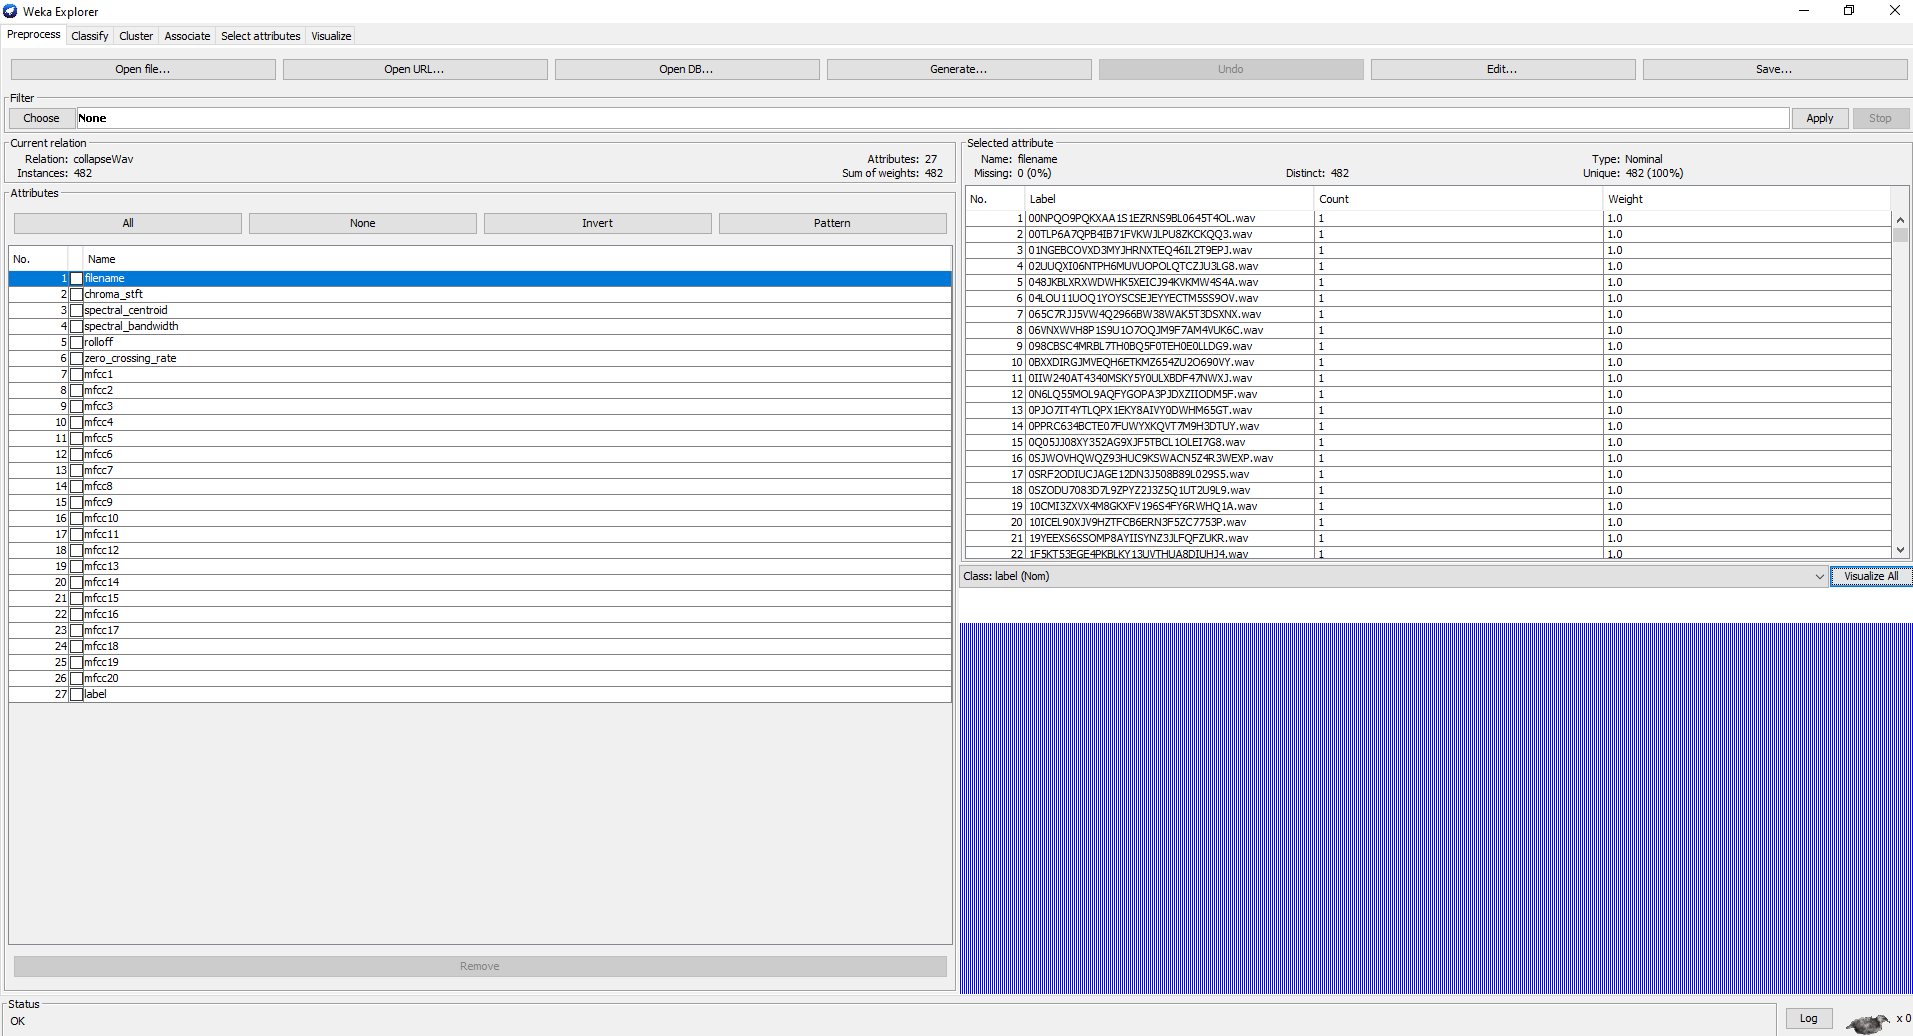 Weka Explorer
Preprocess Classify Cluster Associate Select attributes Visualize
Open file... Open URL... Open DB... Generate... Undo Edit... Save...
Filter
Choose None Apply Stop
Current relation
Relation: collapseWav Attributes: 27
Instances: 482 Sum of weights: 482
Attributes
All None Invert Pattern
No. Name
1 filename
2 chroma_stft
3 spectral_centroid
4 spectral_bandwidth
5 rolloff
6 zero_crossing_rate
7 mfcc1
8 mfcc2
9 mfcc3
10 mfcc4
11 mfcc5
12 mfcc6
13 mfcc7
14 mfcc8
15 mfcc9
16 mfcc10
17 mfcc11
18 mfcc12
19 mfcc13
20 mfcc14
21 mfcc15
22 mfcc16
23 mfcc17
24 mfcc18
25 mfcc19
26 mfcc20
27 label
Remove
Selected attribute
Name: filename Type: Nominal
Missing: 0 (0%) Distinct: 482 Unique: 482 (100%)
No. Label Count Weight
1 00NPQO9PQKXAA1S1EZRNS9BL0645T4OL.wav 1 1.0
2 00TLP6A7QPB4IB71FVKWJLPU8ZKCKQQ3.wav 1 1.0
3 01NGEBCOVXD3MYJHRNXTEQ46IL2T9EPJ.wav 1 1.0
4 02UUQXI06NTPH6MUVUOPOLQTCZJU3LG8.wav 1 1.0
5 048JKBLXRXWDWHK5XEICJ94KVKMW4S4A.wav 1 1.0
6 04LOU11UOQ1YOYSCSEJEYYECTM5SS9OV.wav 1 1.0
7 065C7RJJ5VW4Q2966BW38WAK5T3DSXNX.wav 1 1.0
8 06VNXWVH8P1S9U1O7OQJM9F7AM4VUK6C.wav 1 1.0
9 098CBSC4MRBL7TH0BQ5F0TEH0E0LLDG9.wav 1 1.0
10 0BXXDIRGJMVEQH6ETKMZ654ZU2O690VY.wav 1 1.0
11 0IIW240AT4340MSKY5Y0ULXBDF47NWXJ.wav 1 1.0
12 0N6LQ55MOL9AQFYGOPA3PJDXZIIODM5F.wav 1 1.0
13 0PJO7IT4YTLQPX1EKY8AIVY0DWHM65GT.wav 1 1.0
14 0PPRC634BCTE07FUWYXKQVT7M9H3DTUY.wav 1 1.0
15 0Q05JJ08XY352AG9XJF5TBCL1OLEI7G8.wav 1 1.0
16 0SJWOVHQWQZ93HUC9KSWACN5Z4R3WEXP.wav 1 1.0
17 0SRF2ODIUCJAGE12DN3J508B89L029S5.wav 1 1.0
18 0SZODU7083D7L9ZPYZ2J3Z5Q1UT2U9L9.wav 1 1.0
19 10CMI3ZXVX4M8GKXFV196S4FY6RWHQ1A.wav 1 1.0
20 10ICEL90XJV9HZTFCB6ERN3F5ZC7753P.wav 1 1.0
21 19YEEXS6SSOMP8AYIISYNZ3JLFQFZUKR.wav 1 1.0
22 1F5KT53EGE4PKBLKY13UVTHUA8DIUHJ4.wav 1 1.0
Class: label (Nom) Visualize All
Status
OK Log x 0